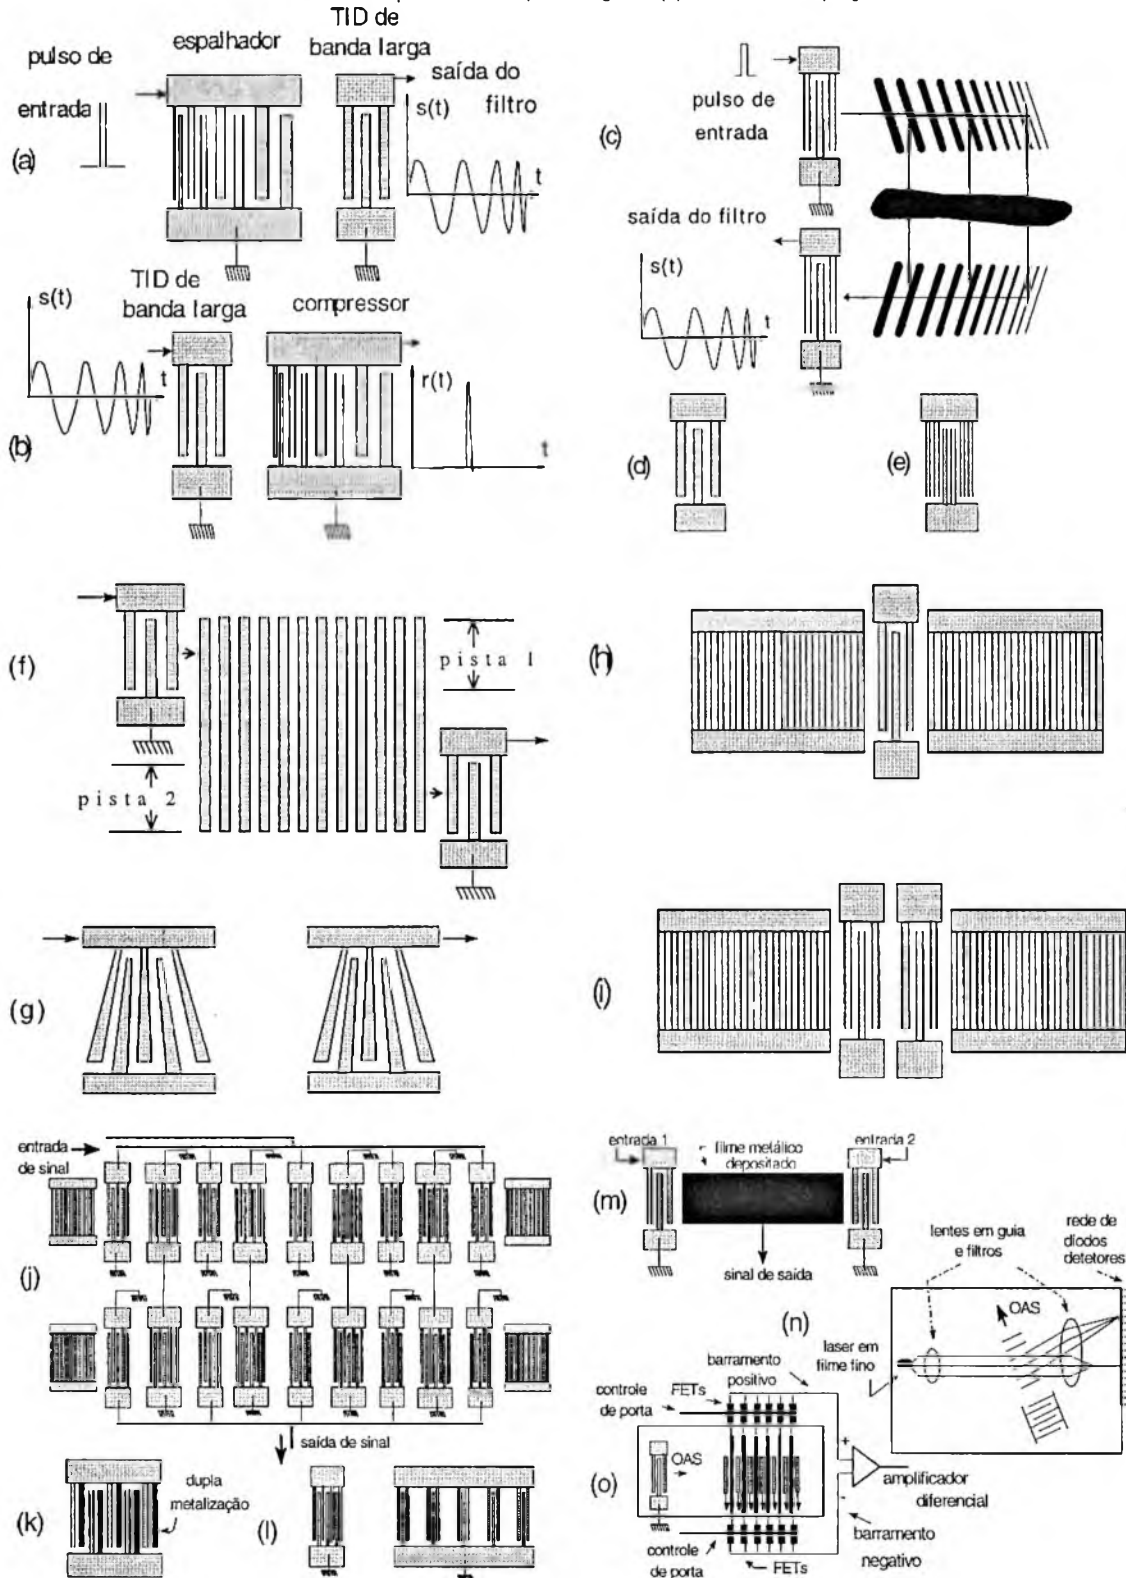 TID de
banda larga
espalhador
pulso de
entrada
saída do
filtro
s(t)
t
(a)
TID de
banda larga
compressor
s(t)
t
r(t)
t
(b)
pulso de
entrada
(c)
saída do filtro
s(t)
t
(d)
(e)
(f)
pista 1
pista 2
(g)
(h)
(i)
entrada
de sinal
(j)
saída de sinal
(k)
dupla
metalização
(l)
entrada 1
filme metálico
depositado
entrada 2
(m)
sinal de saída
lentes em guia
e filtros
rede de
díodos
detetores
OAS
(n)
laser em
filme fino
barramento
positivo
controle
de porta
FETs
OAS
(o)
+
-
amplificador
diferencial
controle
de porta
FETs
barramento
negativo